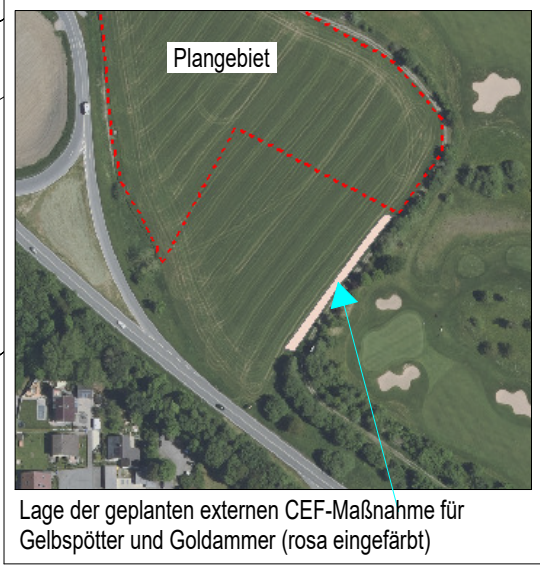 Plangebiet
Lage der geplanten externen CEF-Maßnahme für
Gelbspötter und Goldammer (rosa eingefärbt)